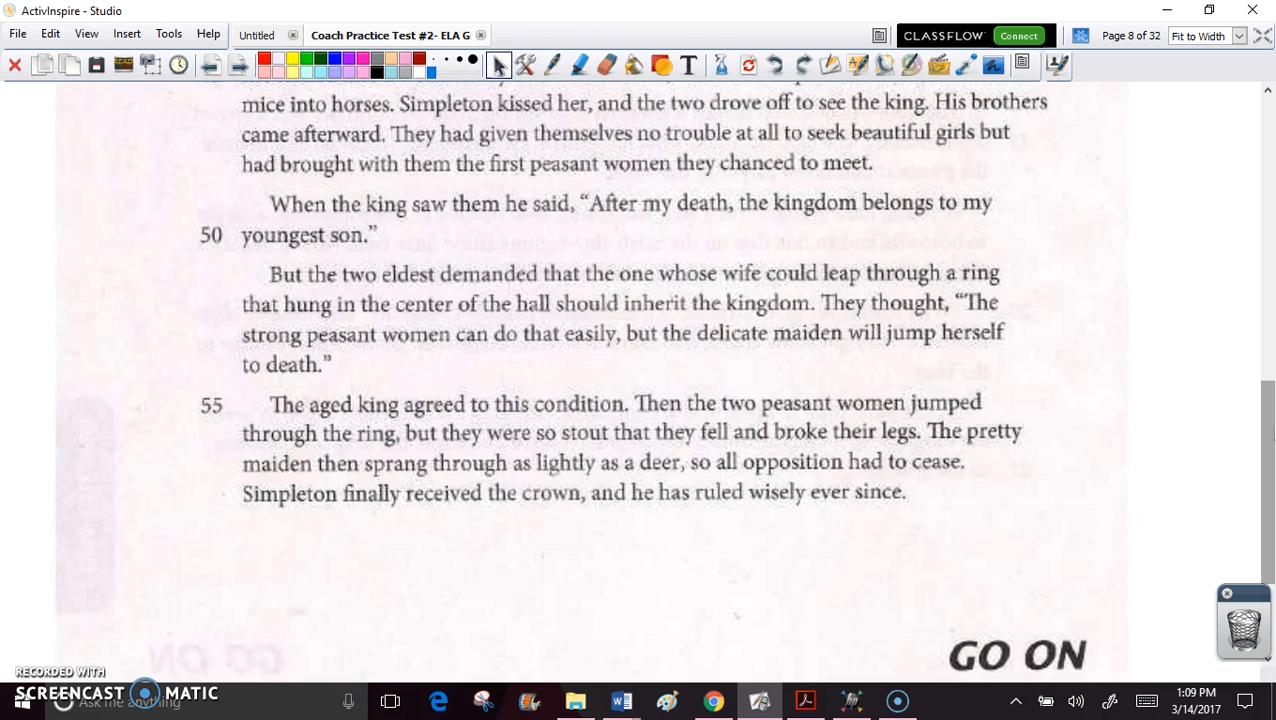 ActivInspire - Studio
File Edit View Insert Tools Help Untitled Coach Practice Test #2- ELA G CLASSFLOW Connect Page 8 of 32 Fit to Width
mice into horses. Simpleton kissed her, and the two drove off to see the king. His brothers
came afterward. They had given themselves no trouble at all to seek beautiful girls but
had brought with them the first peasant women they chanced to meet.
When the king saw them he said, “After my death, the kingdom belongs to my
50 youngest son.”
But the two eldest demanded that the one whose wife could leap through a ring
that hung in the center of the hall should inherit the kingdom. They thought, “The
strong peasant women can do that easily, but the delicate maiden will jump herself
to death.”
55 The aged king agreed to this condition. Then the two peasant women jumped
through the ring, but they were so stout that they fell and broke their legs. The pretty
maiden then sprang through as lightly as a deer, so all opposition had to cease.
Simpleton finally received the crown, and he has ruled wisely ever since.
GO ON
RECORDED WITH
SCREENCAST MATIC
Ask me anything
1:09 PM
3/14/2017